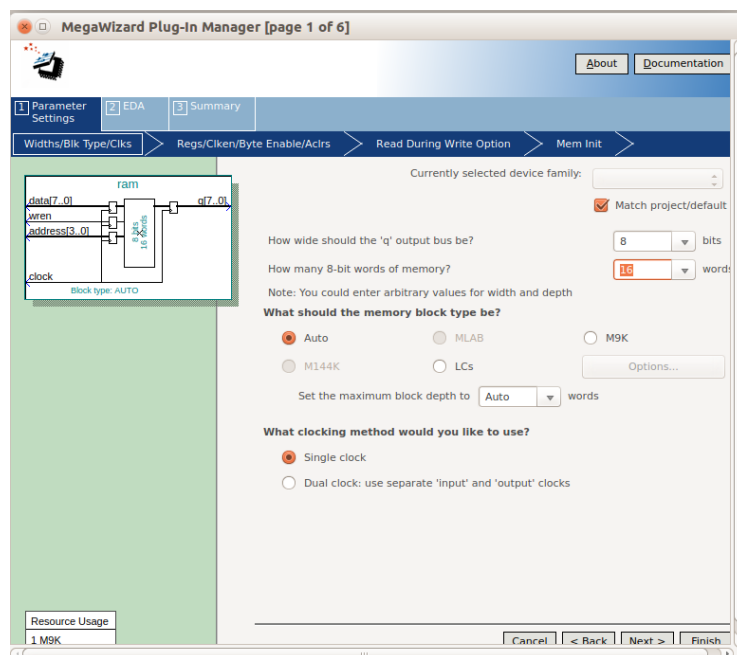 MegaWizard Plug-In Manager [page 1 of 6]
About
Documentation
1 Parameter Settings
2 EDA
3 Summary
Widths/Blk Type/Clks
Regs/Clken/Byte Enable/Aclrs
Read During Write Option
Mem Init
ram
data[7..0]
q[7..0]
wren
address[3..0]
8 bits
16 words
clock
Block type: AUTO
Currently selected device family:
Match project/default
How wide should the 'q' output bus be?
8
bits
How many 8-bit words of memory?
16
words
Note: You could enter arbitrary values for width and depth
What should the memory block type be?
Auto
MLAB
M9K
M144K
LCs
Options...
Set the maximum block depth to
Auto
words
What clocking method would you like to use?
Single clock
Dual clock: use separate 'input' and 'output' clocks
Resource Usage
1 M9K
Cancel
< Back
Next >
Finish